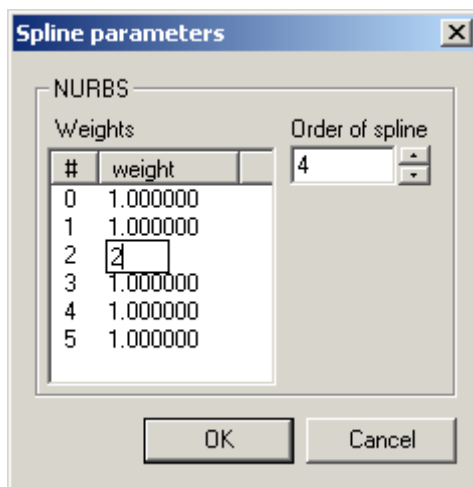 Spline parameters
NURBS
Weights
Order of spline
4
# weight
0 1.000000
1 1.000000
2 2
3 1.000000
4 1.000000
5 1.000000
OK
Cancel